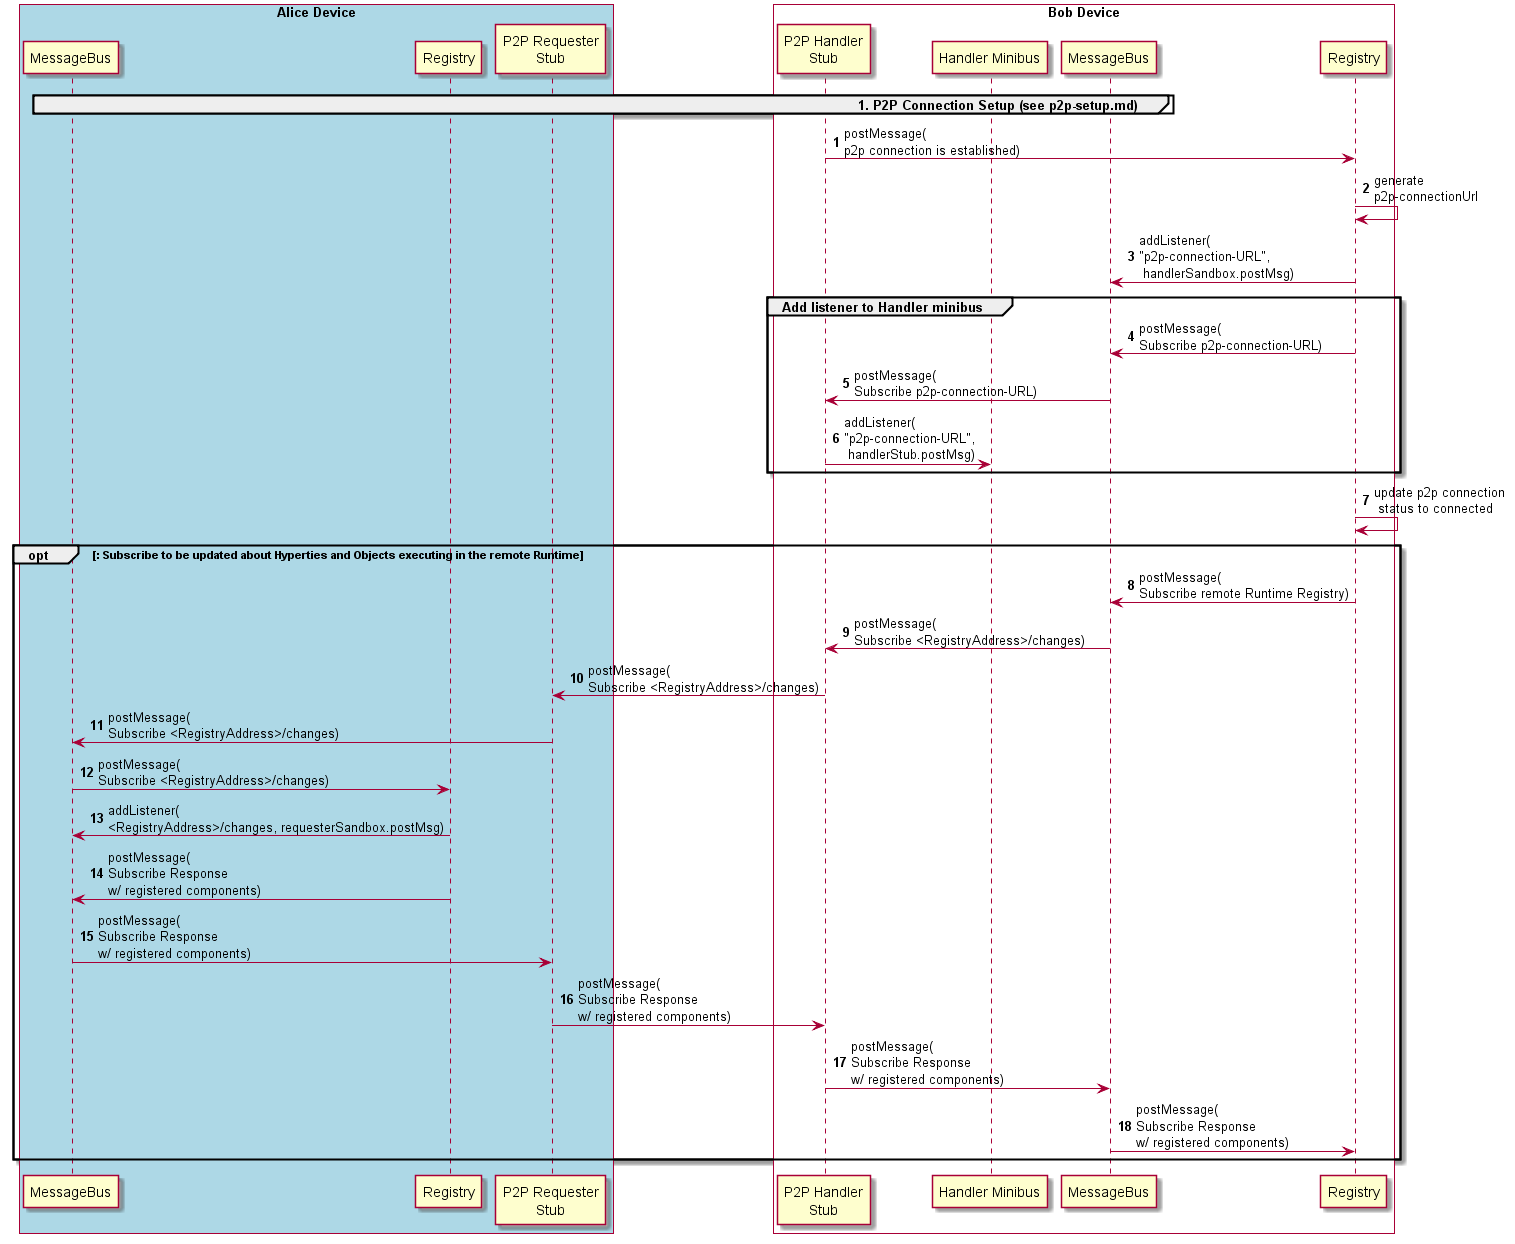 Alice Device
Bob Device
MessageBus
Registry
P2P Requester
Stub
P2P Handler
Stub
Handler Minibus
MessageBus
Registry
1. P2P Connection Setup (see p2p-setup.md)
1 postMessage(
p2p connection is established)
2 generate
p2p-connectionUrl
3 addListener(
"p2p-connection-URL",
handlerSandbox.postMsg)
Add listener to Handler minibus
4 postMessage(
Subscribe p2p-connection-URL)
5 postMessage(
Subscribe p2p-connection-URL)
6 addListener(
"p2p-connection-URL",
handlerStub.postMsg)
7 update p2p connection
status to connected
opt [: Subscribe to be updated about Hyperties and Objects executing in the remote Runtime]
8 postMessage(
Subscribe remote Runtime Registry)
9 postMessage(
Subscribe <RegistryAddress>/changes)
10 postMessage(
Subscribe <RegistryAddress>/changes)
11 postMessage(
Subscribe <RegistryAddress>/changes)
12 postMessage(
Subscribe <RegistryAddress>/changes)
13 addListener(
<RegistryAddress>/changes, requesterSandbox.postMsg)
14 postMessage(
Subscribe Response
w/ registered components)
15 postMessage(
Subscribe Response
w/ registered components)
16 postMessage(
Subscribe Response
w/ registered components)
17 postMessage(
Subscribe Response
w/ registered components)
18 postMessage(
Subscribe Response
w/ registered components)
MessageBus
Registry
P2P Requester
Stub
P2P Handler
Stub
Handler Minibus
MessageBus
Registry